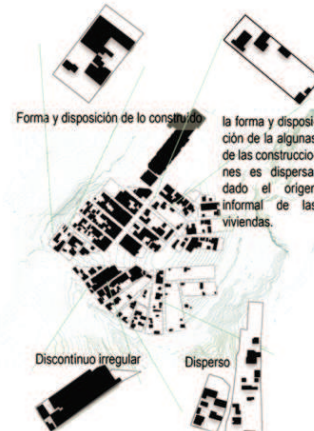 Forma y disposición de lo construido
la forma y disposi-
ción de la algunas
de las construccio-
nes es dispersa,
dado el origen
informal de las
viviendas.
Discontinuo irregular
Disperso